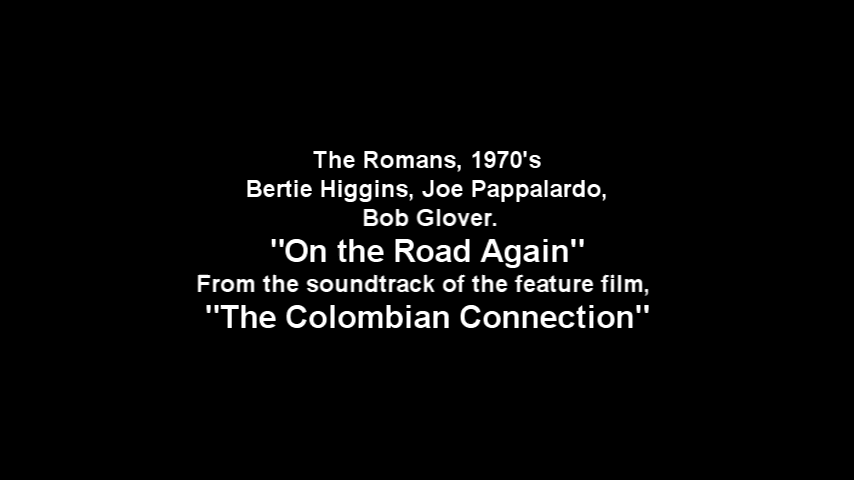 The Romans, 1970's
Bertie Higgins, Joe Pappalardo,
Bob Glover.
"On the Road Again"
From the soundtrack of the feature film,
"The Colombian Connection"